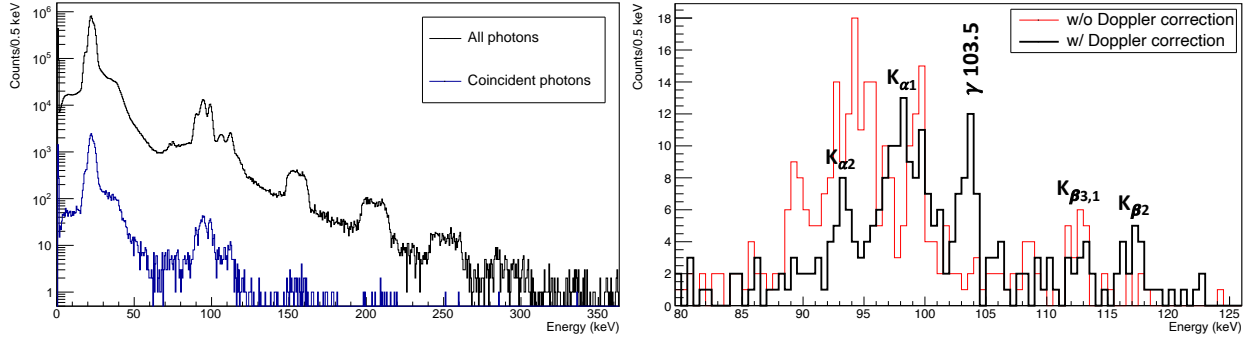 Counts/0.5 keV
10⁶
10⁵
10⁴
10³
10²
10
1
0 50 100 150 200 250 300 350
Energy (keV)
All photons
Coincident photons
Counts/0.5 keV
18
16
14
12
10
8
6
4
2
0
80 85 90 95 100 105 110 115 120 125
Energy (keV)
w/o Doppler correction
w/ Doppler correction
Kα2
Kα1
γ 103.5
Kβ3,1
Kβ2